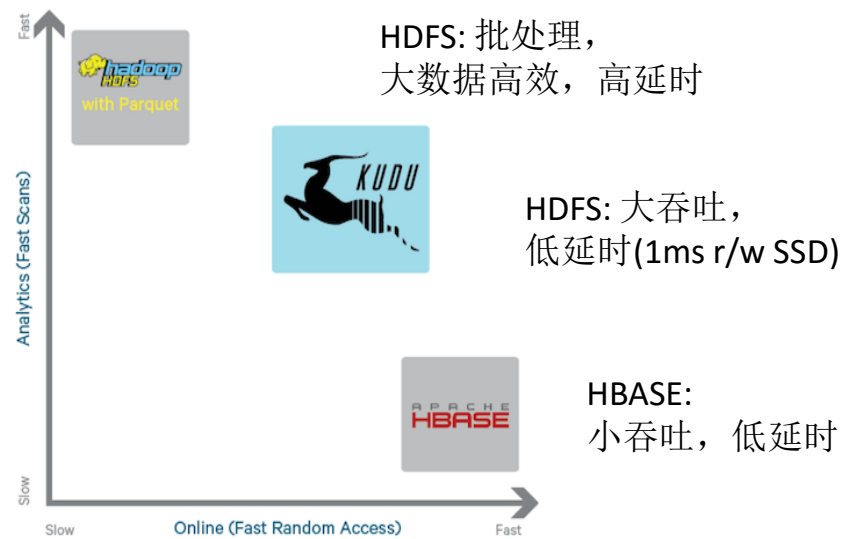 Fast
hadoop
HDFS
with Parquet
HDFS: 批处理，
大数据高效，高延时
KUDU
HDFS: 大吞吐，
低延时(1ms r/w SSD)
Analytics (Fast Scans)
APACHE
HBASE
HBASE:
小吞吐，低延时
Slow
Slow
Online (Fast Random Access)
Fast